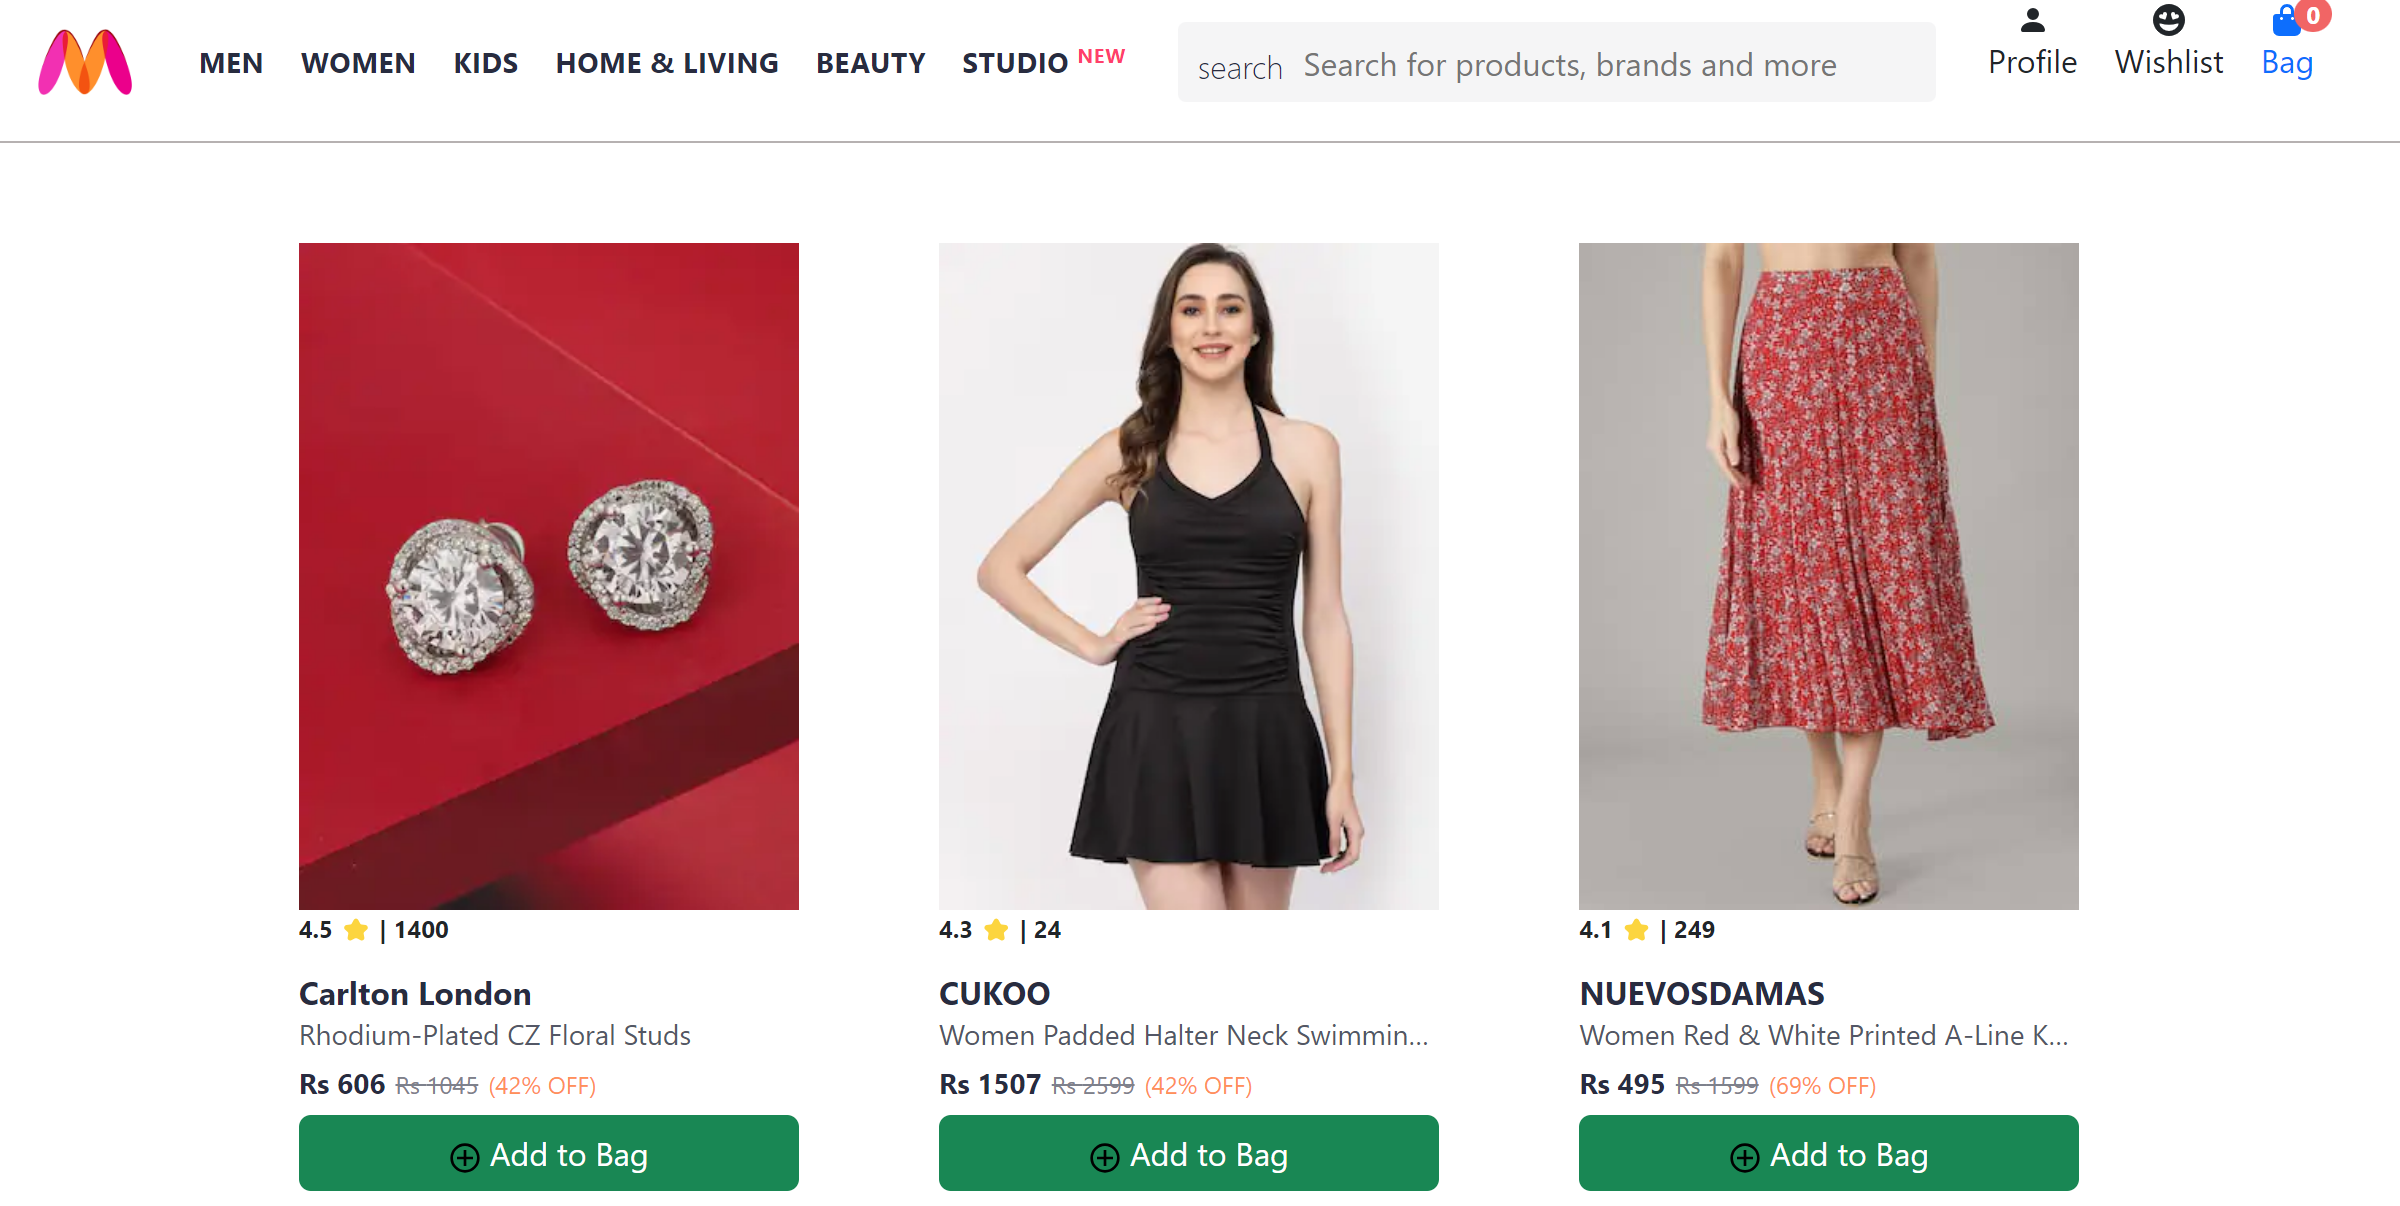 MEN WOMEN KIDS HOME & LIVING BEAUTY STUDIO NEW search Search for products, brands and more Profile Wishlist Bag 0
4.5 ⭐ | 1400
Carlton London
Rhodium-Plated CZ Floral Studs
Rs 606 Rs 1045 (42% OFF)
Add to Bag
4.3 ⭐ | 24
CUKOO
Women Padded Halter Neck Swimmin...
Rs 1507 Rs 2599 (42% OFF)
Add to Bag
4.1 ⭐ | 249
NUEVOSDAMAS
Women Red & White Printed A-Line K...
Rs 495 Rs 1599 (69% OFF)
Add to Bag